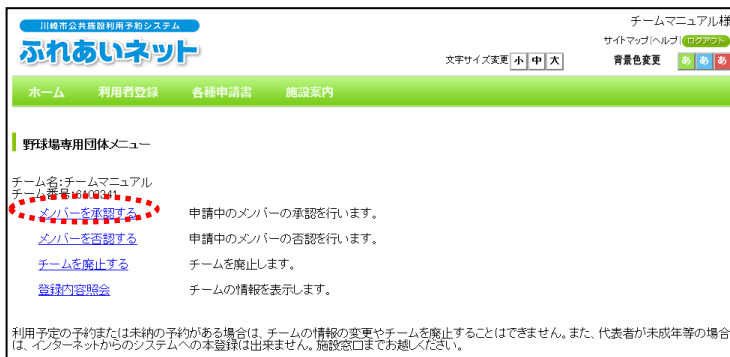 川崎市公共施設利用予約システム
ふれあいネット
チームマニュアル様
サイトマップ|ヘルプ|ログアウト
文字サイズ変更 小 中 大 背景色変更 あ あ あ
ホーム 利用者登録 各種申請書 施設案内
野球場専用団体メニュー
チーム名:チームマニュアル
チーム番号:6103341
メンバーを承認する 申請中のメンバーの承認を行います。
メンバーを否認する 申請中のメンバーの否認を行います。
チームを廃止する チームを廃止します。
登録内容照会 チームの情報を表示します。
利用予定の予約または未納の予約がある場合は、チームの情報の変更やチームを廃止することはできません。また、代表者が未成年等の場合
は、インターネットからのシステムへの本登録は出来ません。施設窓口までお越しください。